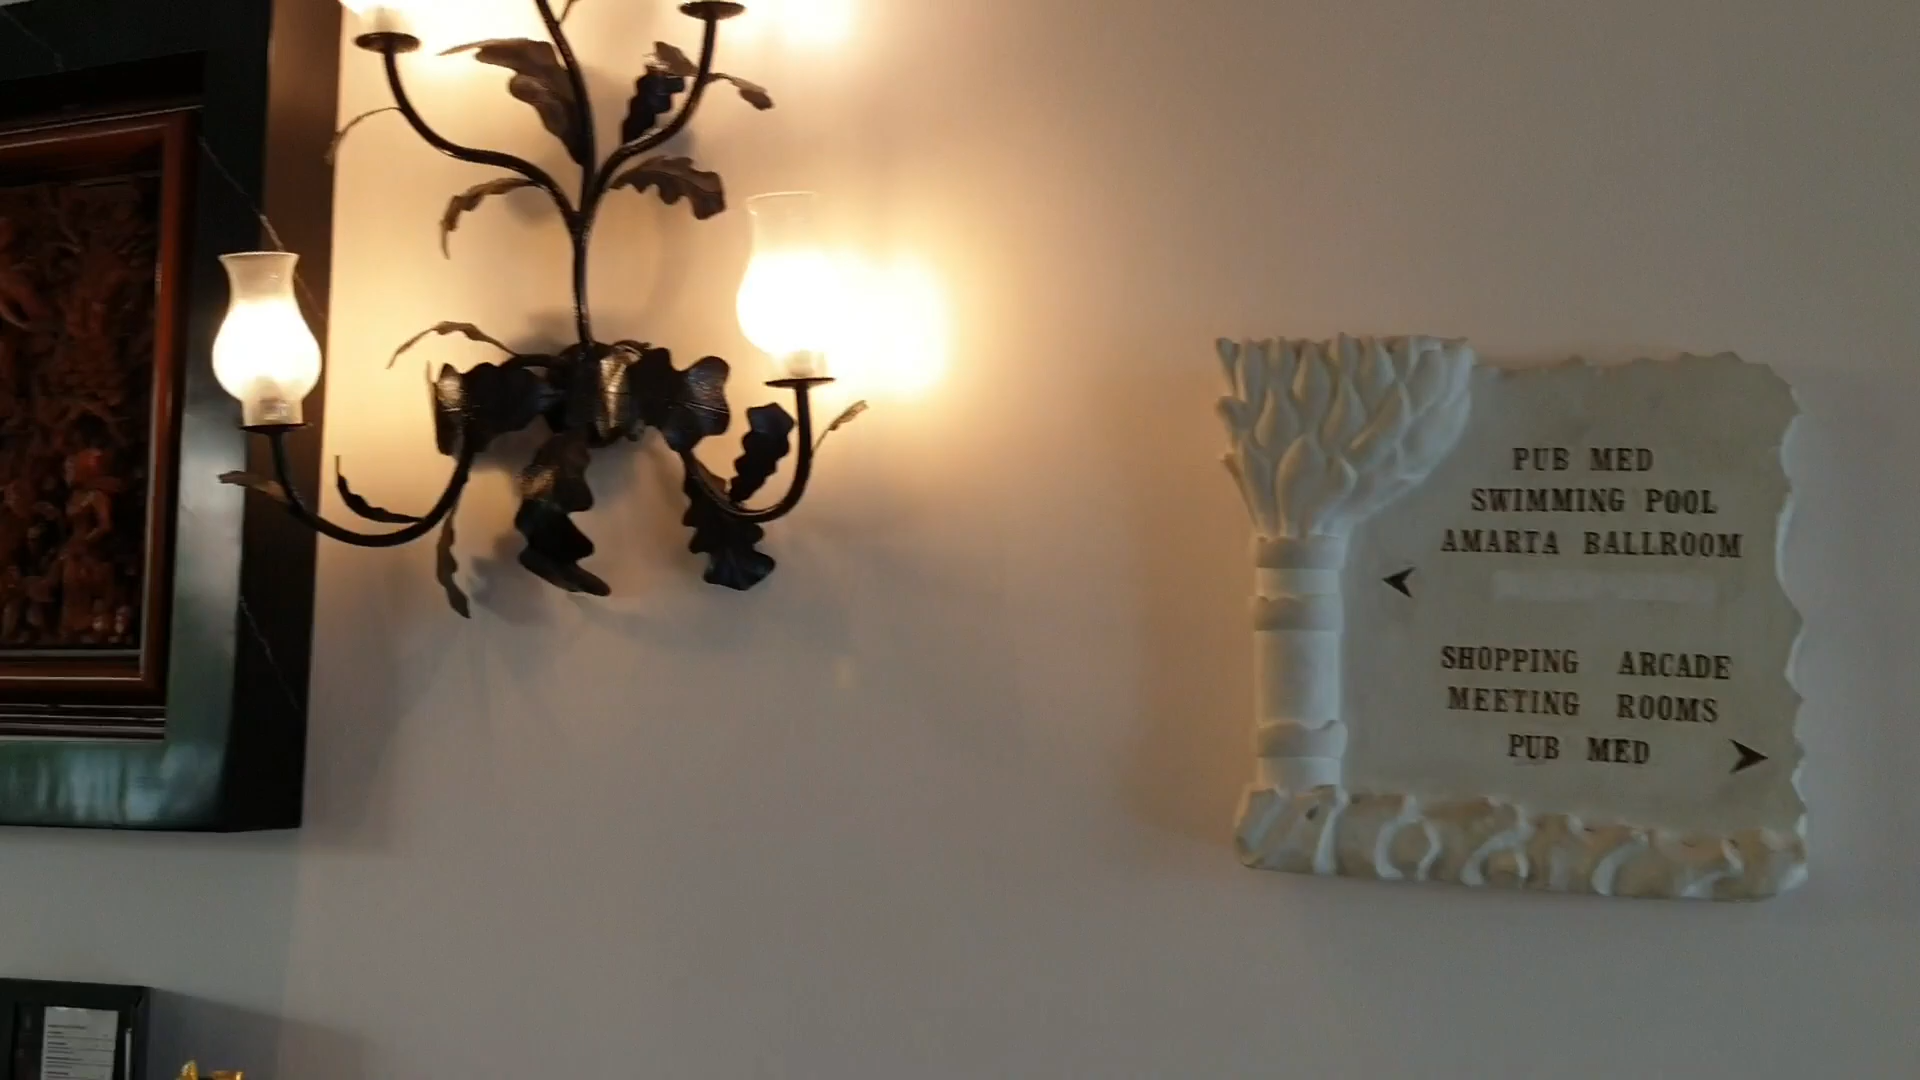 PUB MED
SWIMMING POOL
AMARTA BALLROOM
SHOPPING ARCADE
MEETING ROOMS
PUB MED